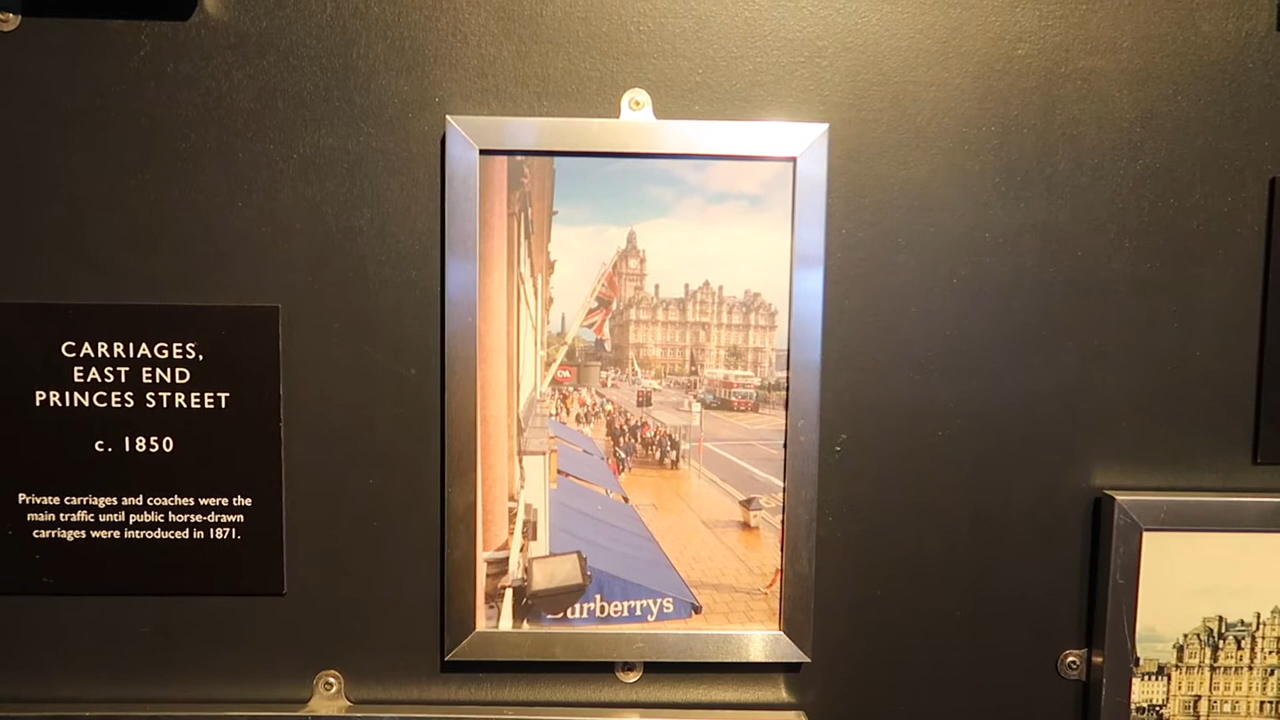 CARRIAGES,
EAST END
PRINCES STREET
c. 1850
Private carriages and coaches were the
main traffic until public horse-drawn
carriages were introduced in 1871.
C&A
Burberrys